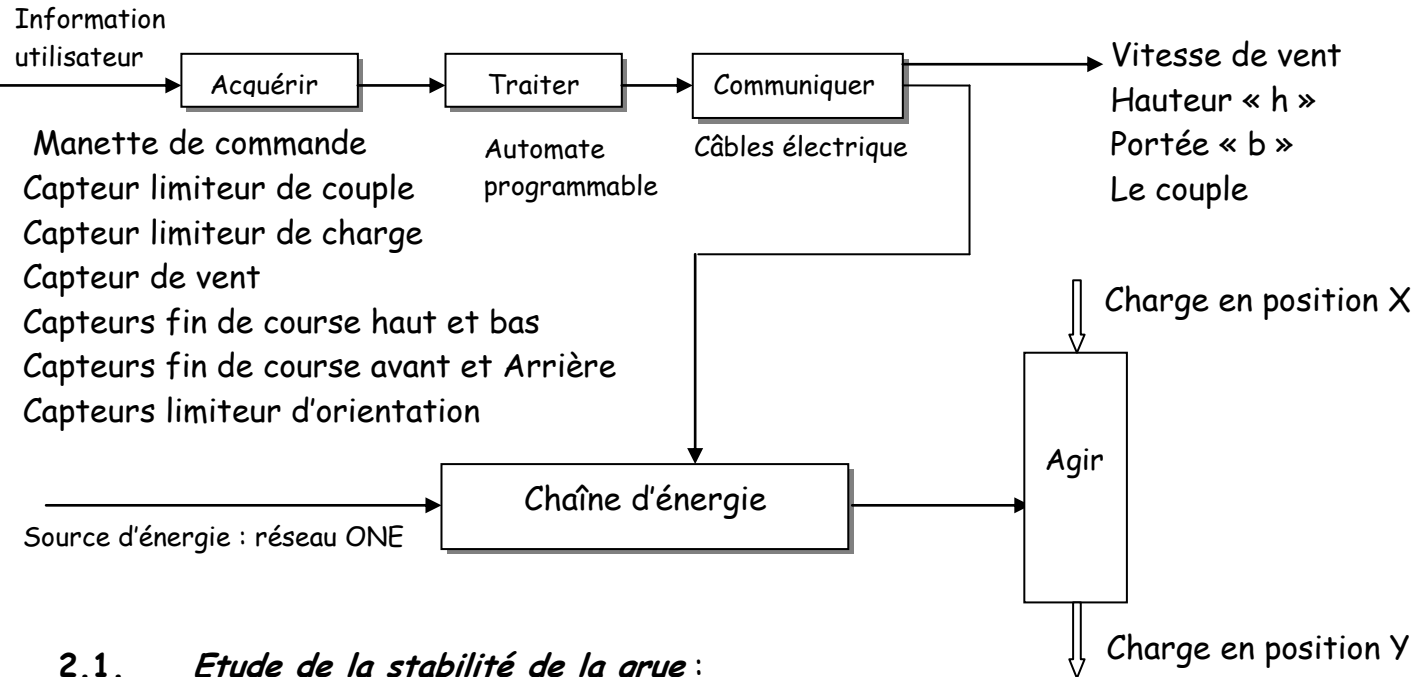 Information
utilisateur
Acquérir
Traiter
Communiquer
Vitesse de vent
Hauteur « h »
Portée « b »
Le couple
Manette de commande
Capteur limiteur de couple
Capteur limiteur de charge
Capteur de vent
Capteurs fin de course haut et bas
Capteurs fin de course avant et Arrière
Capteurs limiteur d'orientation
Automate
programmable
Câbles électrique
Charge en position X
Agir
Chaîne d'énergie
Source d'énergie : réseau ONE
Charge en position Y
2.1. Etude de la stabilité de la grue :